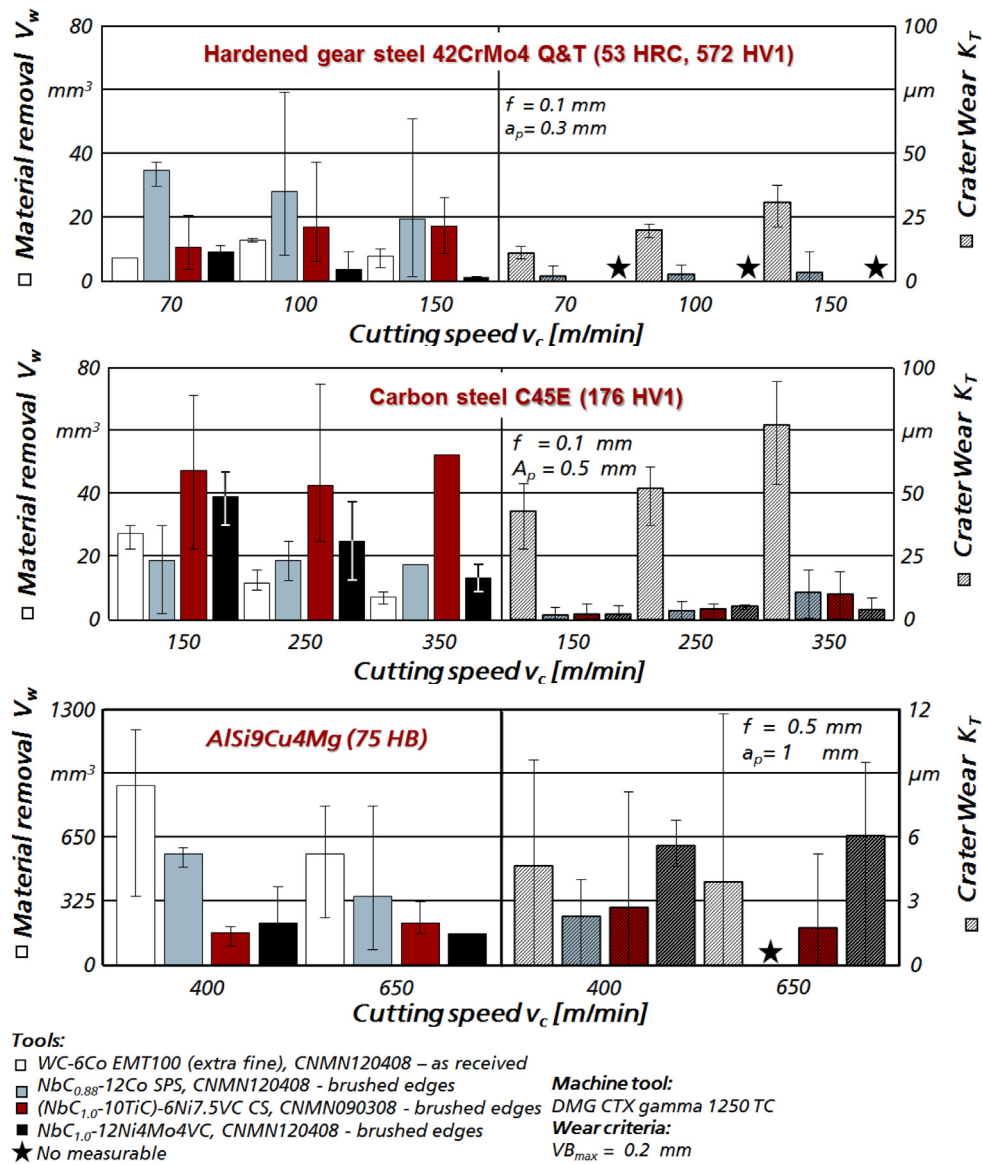 Hardened gear steel 42CrMo4 Q&T (53 HRC, 572 HV1)
Material removal V_w
80
mm³
40
20
0
f = 0.1 mm
a_p= 0.3 mm
100
µm
50
25
0
CraterWear K_T
70 100 150 70 100 150
Cutting speed v_c [m/min]
Carbon steel C45E (176 HV1)
Material removal V_w
80
mm³
40
20
0
f = 0.1 mm
A_p= 0.5 mm
100
µm
50
25
0
CraterWear K_T
150 250 350 150 250 350
Cutting speed v_c [m/min]
AlSi9Cu4Mg (75 HB)
Material removal V_w
1300
mm³
650
325
0
f = 0.5 mm
a_p= 1 mm
12
µm
6
3
0
CraterWear K_T
400 650 400 650
Cutting speed v_c [m/min]
Tools:
WC-6Co EMT100 (extra fine), CNMN120408 – as received
NbC₀.₈₈-12Co SPS, CNMN120408 - brushed edges
(NbC₁.₀-10TiC)-6Ni7.5VC CS, CNMN090308 - brushed edges
NbC₁.₀-12Ni4Mo4VC, CNMN120408 - brushed edges
★ No measurable
Machine tool:
DMG CTX gamma 1250 TC
Wear criteria:
VB_max = 0.2 mm